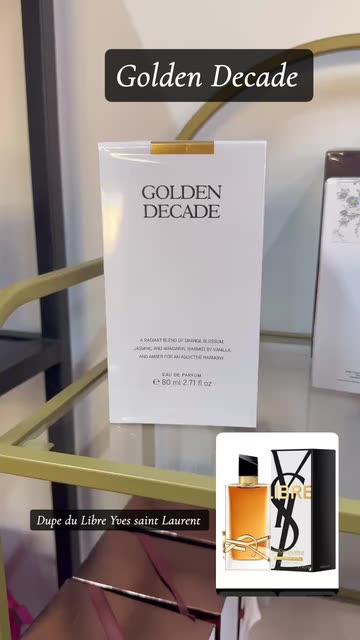 Golden Decade
GOLDEN
DECADE
A RADIANT BLEND OF ORANGE BLOSSOM,
JASMINE, AND MANDARIN, WARMED BY VANILLA
AND AMBER FOR AN ADDICTIVE HARMONY.
EAU DE PARFUM
℮ 80 ml 2.71 fl oz
LIBRE
YSL
Dupe du Libre Yves saint Laurent